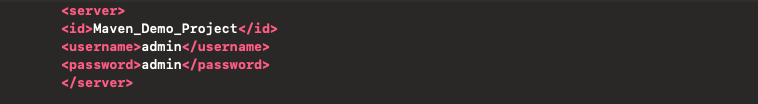 <server>
<id>Maven_Demo_Project</id>
<username>admin</username>
<password>admin</password>
</server>